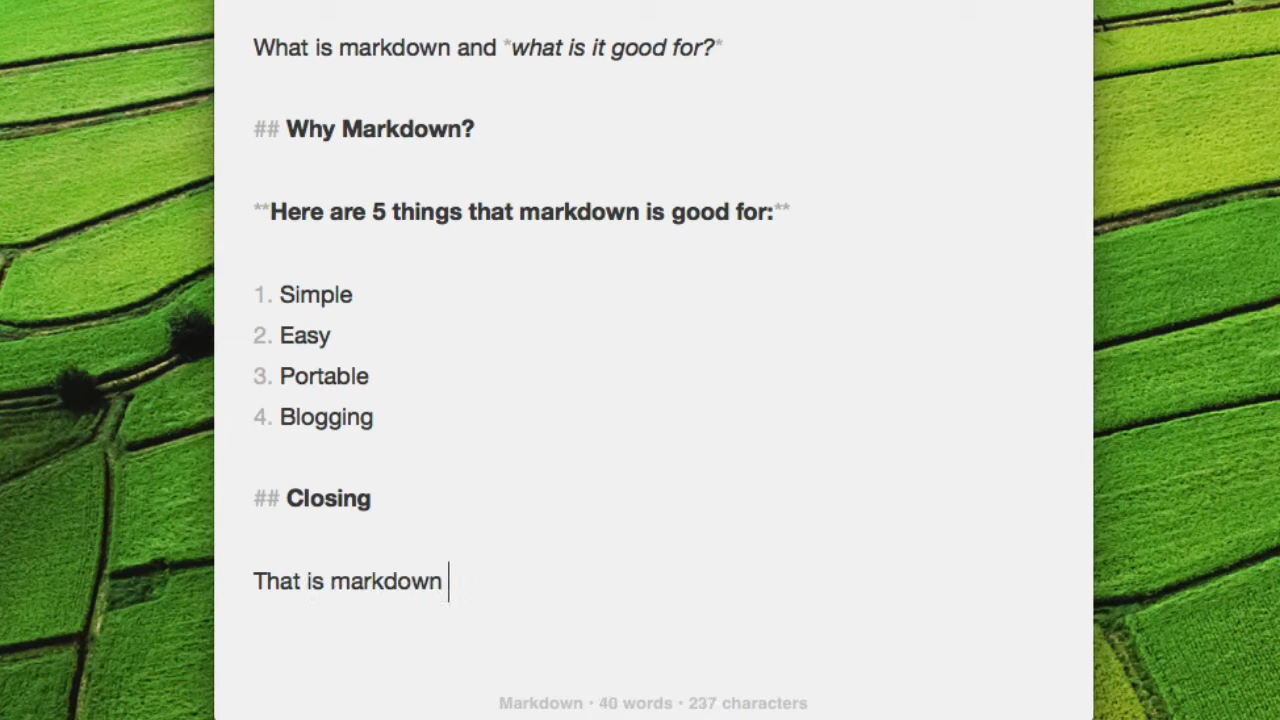 What is markdown and *what is it good for?*
## Why Markdown?
**Here are 5 things that markdown is good for:**
1. Simple
2. Easy
3. Portable
4. Blogging
## Closing
That is markdown
Markdown · 40 words · 237 characters